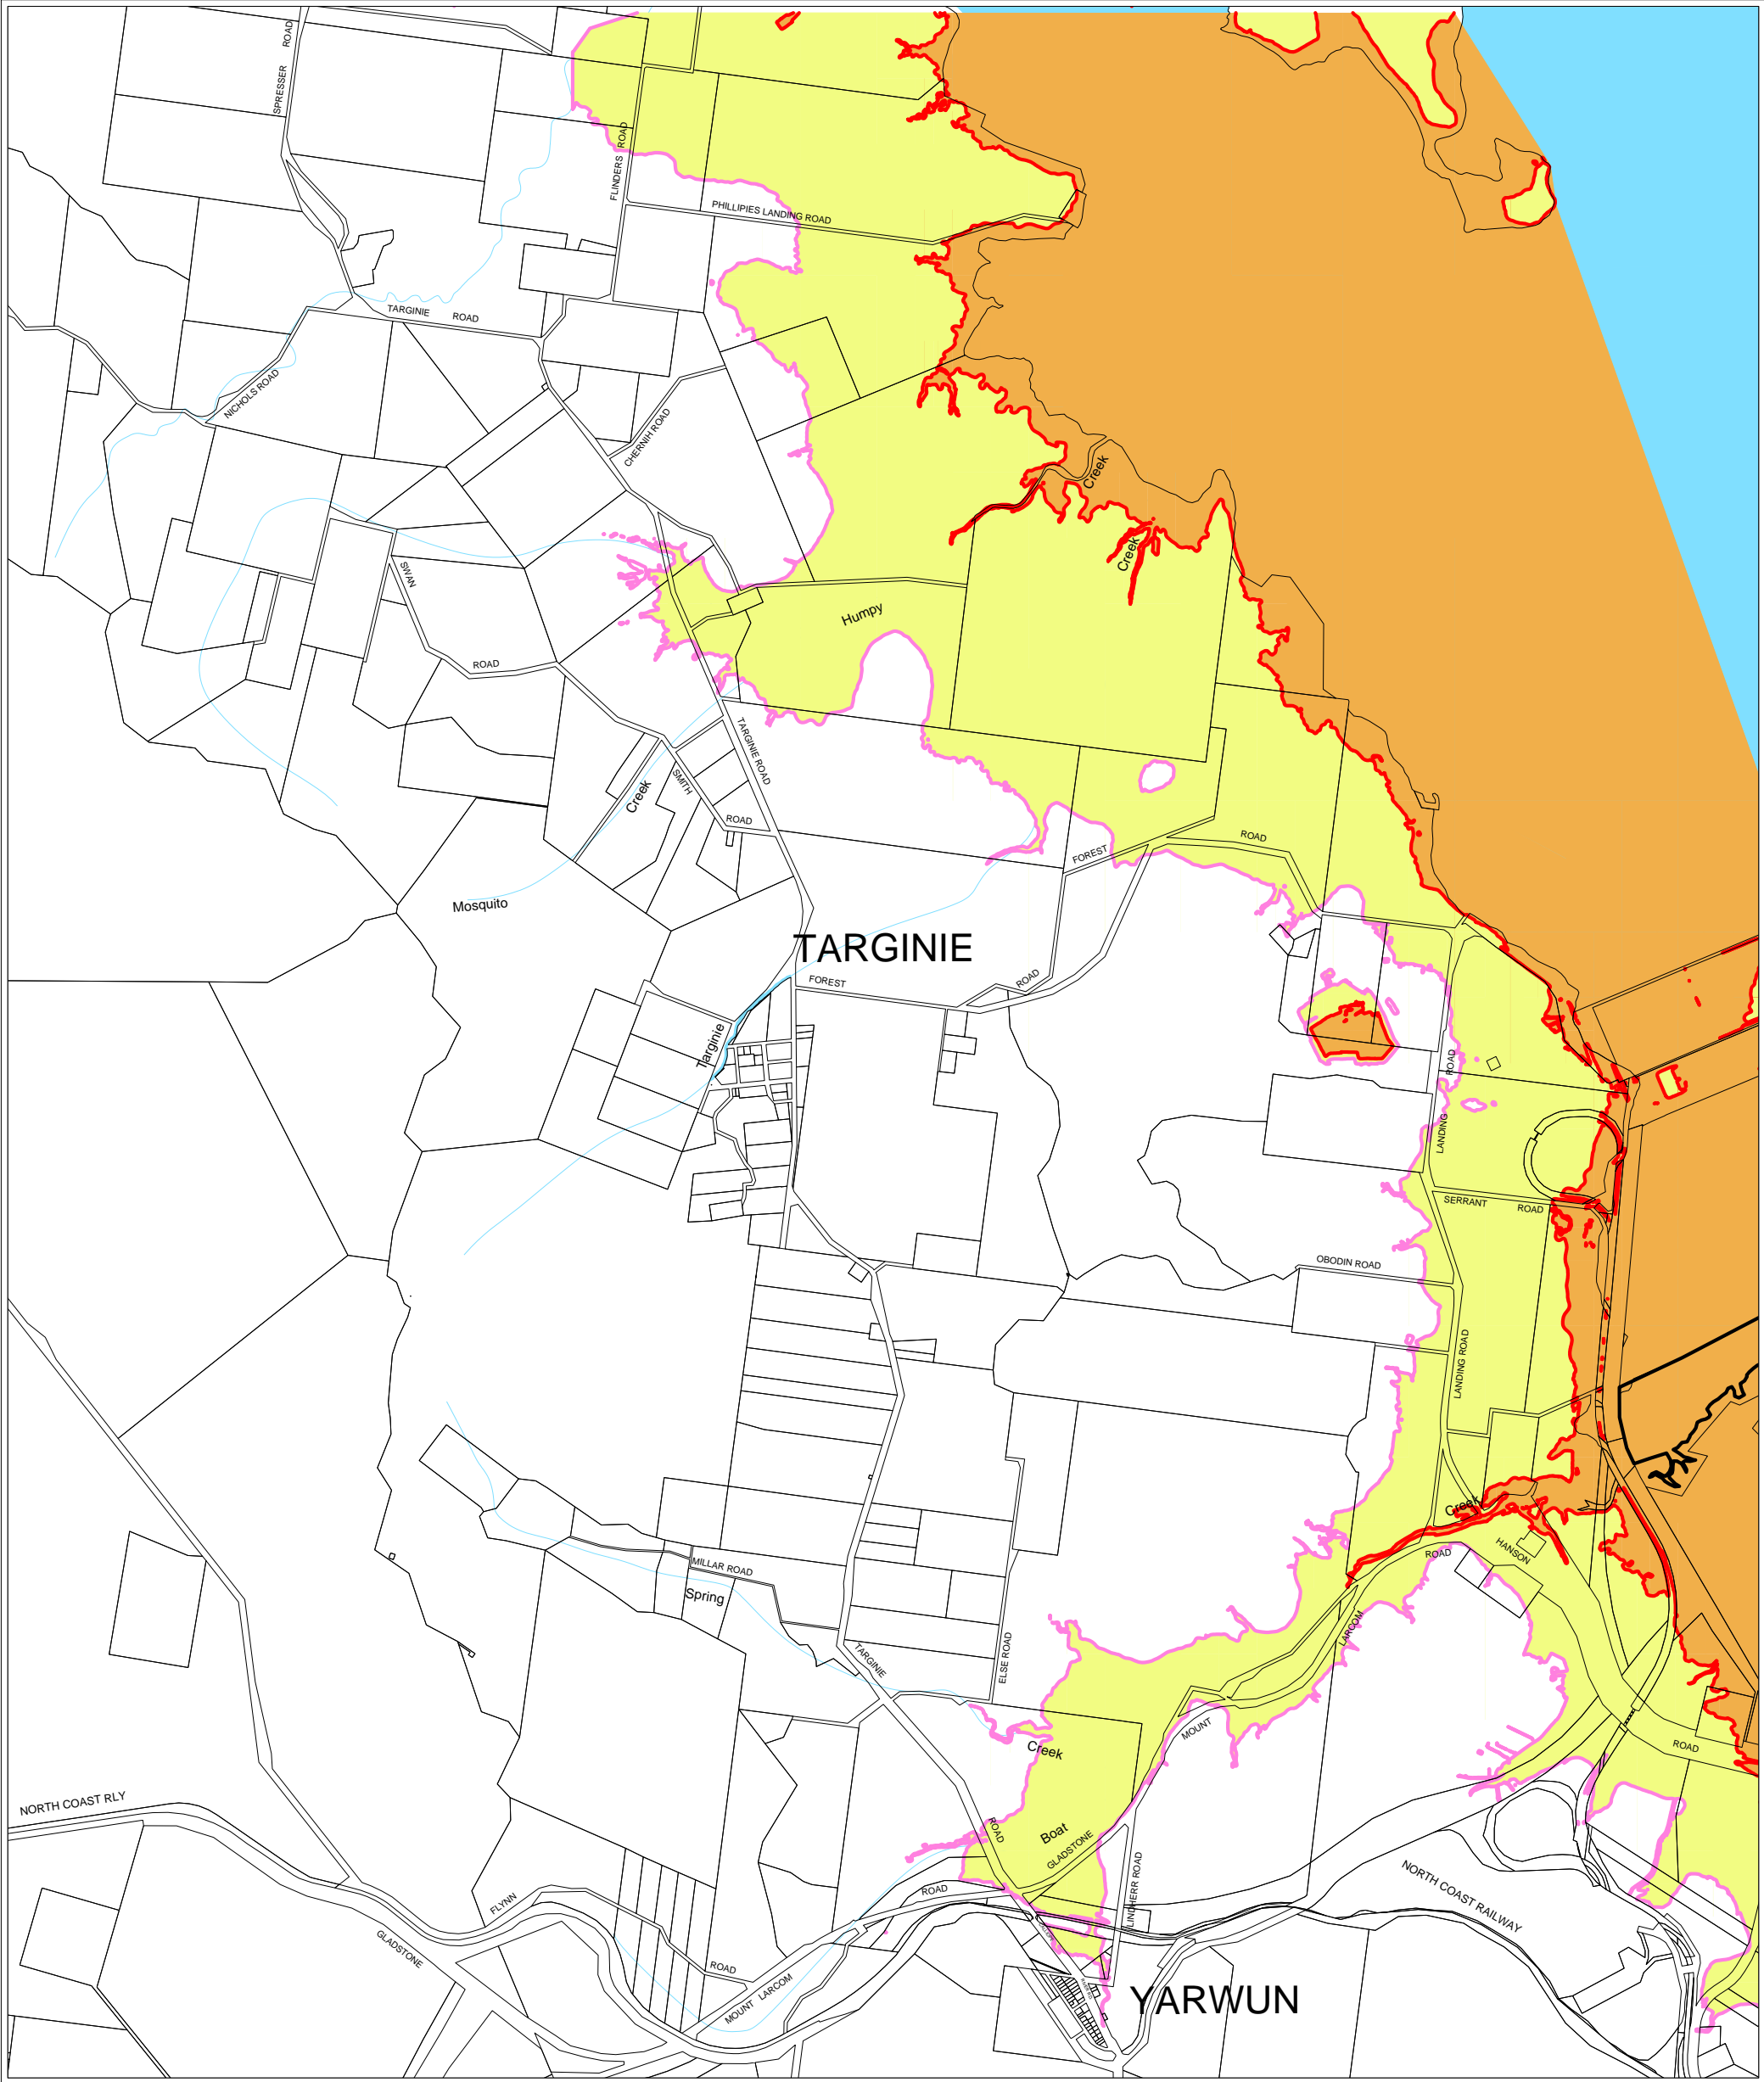 SPRESSER ROAD
FLINDERS ROAD
PHILLIPIES LANDING ROAD
TARGINIE ROAD
NICHOLS ROAD
CHERNIH ROAD
Creek
Creek
SWAN
ROAD
Humpy
TARGINIE ROAD
SMITH
ROAD
Creek
Mosquito
FOREST
ROAD
TARGINIE
FOREST
ROAD
Targinie
LANDING
ROAD
SERRANT ROAD
OBODIN ROAD
LANDING ROAD
Creek
HANSON
ROAD
MILLAR ROAD
Spring
LARCOM
TARGINIE
ELSE ROAD
MOUNT
Creek
ROAD
NORTH COAST RLY
ROAD
Boat
GLADSTONE
LINDHERR ROAD
NORTH COAST RAILWAY
FLYNN
ROAD
GLADSTONE
ROAD
MOUNT LARCOM
YARWUN